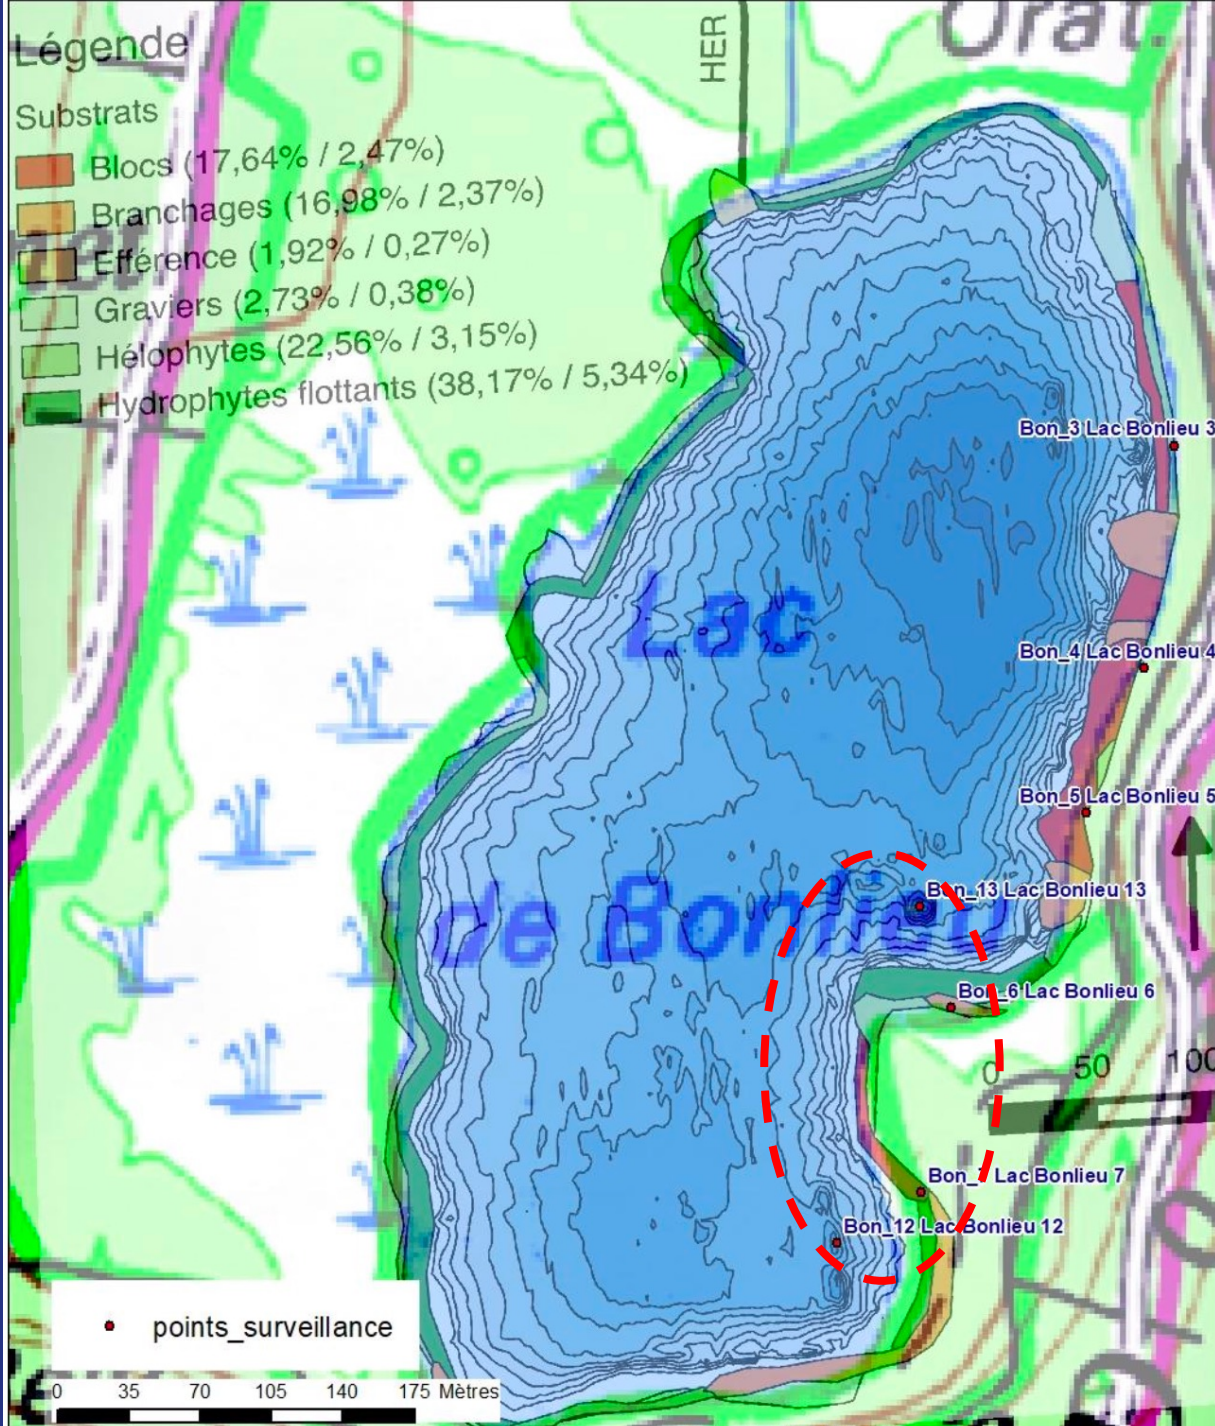 Légende
HER
Orat.
Substrats
Blocs (17,64% / 2,47%)
Branchages (16,98% / 2,37%)
Efférence (1,92% / 0,27%)
Graviers (2,73% / 0,38%)
Hélophytes (22,56% / 3,15%)
Hydrophytes flottants (38,17% / 5,34%)
Bon_3 Lac Bonlieu 3
Lac
Bon_4 Lac Bonlieu 4
Bon_5 Lac Bonlieu 5
de Bonlieu
Bon_13 Lac Bonlieu 13
Bon_6 Lac Bonlieu 6
0 50 100
Bon_7 Lac Bonlieu 7
Bon_12 Lac Bonlieu 12
points_surveillance
0 35 70 105 140 175 Mètres